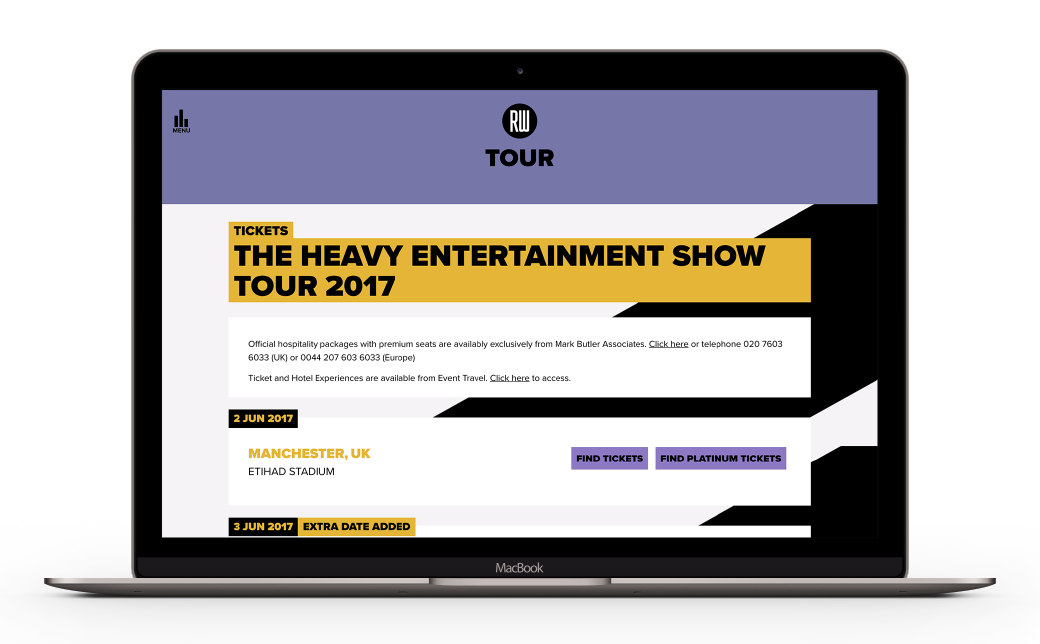 MENU
RW
TOUR
TICKETS
THE HEAVY ENTERTAINMENT SHOW
TOUR 2017
Official hospitality packages with premium seats are availably exclusively from Mark Butler Associates. Click here or telephone 020 7603
6033 (UK) or 0044 207 603 6033 (Europe)
Ticket and Hotel Experiences are available from Event Travel. Click here to access.
2 JUN 2017
MANCHESTER, UK
ETIHAD STADIUM
FIND TICKETS
FIND PLATINUM TICKETS
3 JUN 2017 EXTRA DATE ADDED
MacBook